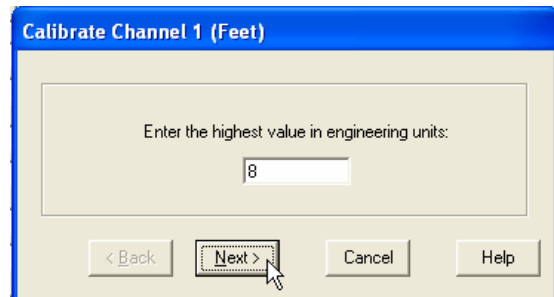 Calibrate Channel 1 (Feet)
Enter the highest value in engineering units:
8
< Back Next > Cancel Help